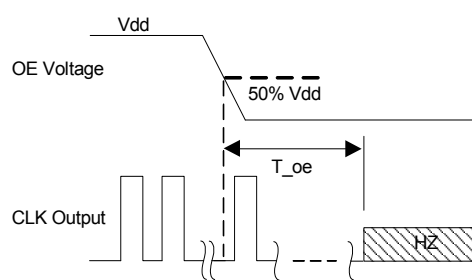 Vdd
OE Voltage
50% Vdd
T_oe
CLK Output
HZ